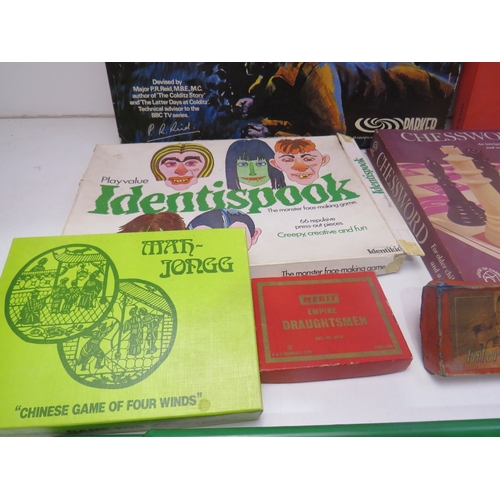 Devised by
Major P.R. Reid, M.B.E., M.C.
author of 'The Colditz Story'
and 'The Latter Days at Colditz'.
Technical advisor to the
BBC TV series.
P. R. Reid
PARKER
Playvalue
Identispook
The monster face-making game.
66 repulsive
press-out pieces.
Creepy, creative and fun
Identikit
The monster face-making game
Identispook
CHESSWORD
CHESSWORD
MAH-
JONGG
"CHINESE GAME OF FOUR WINDS"
MERIT
EMPIRE
DRAUGHTSMEN